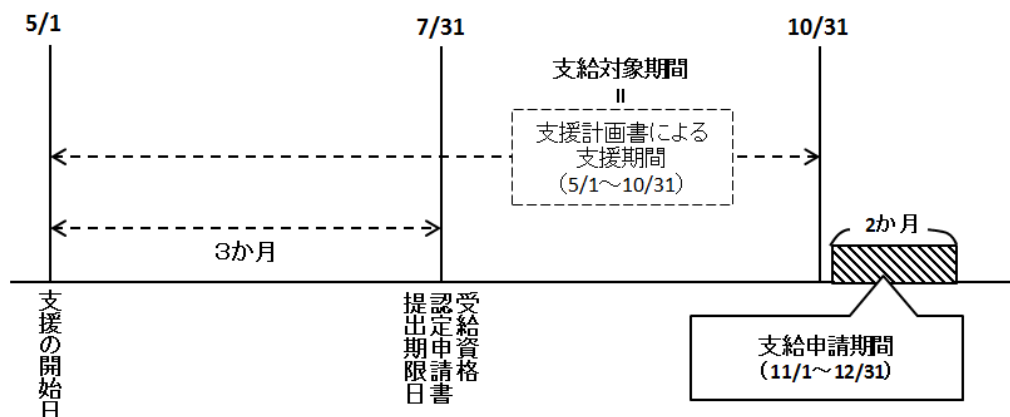 5/1
7/31
10/31
支給対象期間
=
支援計画書による
支援期間
（5/1～10/31）
３か月
2か月
支援の開始日
受給資格
認定申請書
提出期限日
支給申請期間
（11/1～12/31）